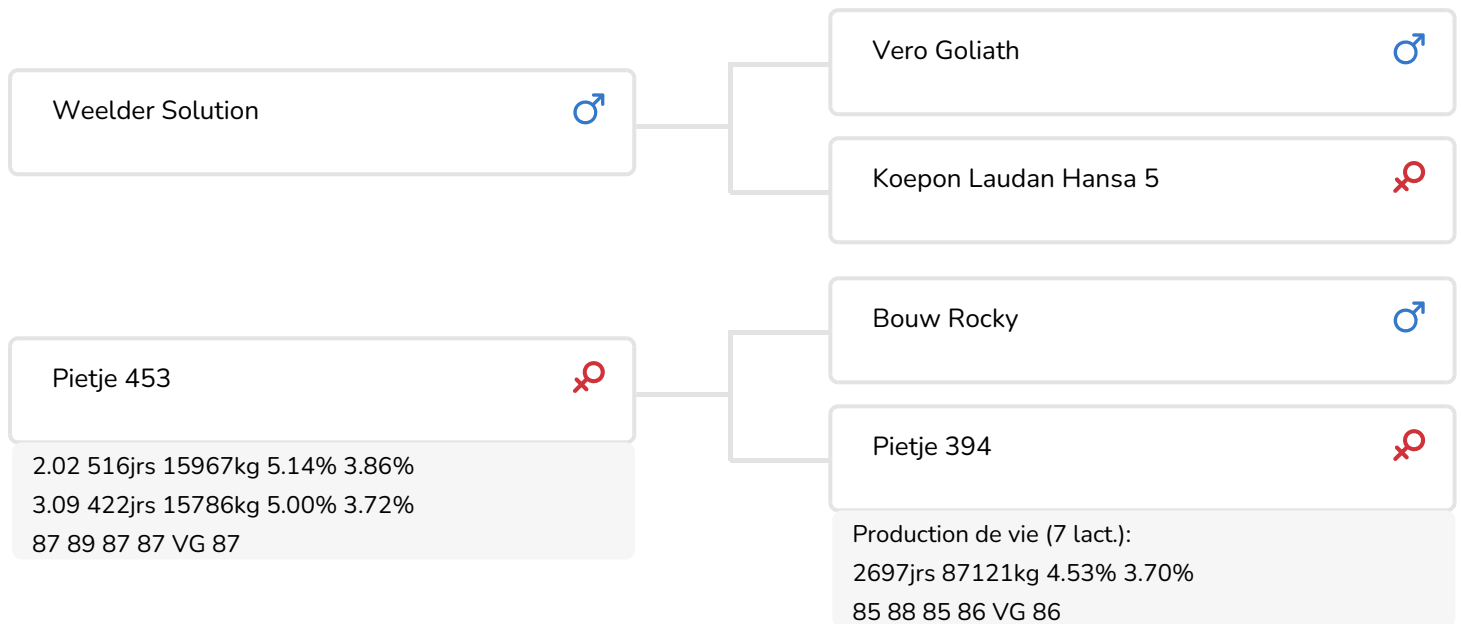 Weelder Solution
Vero Goliath
Koepon Laudan Hansa 5
Pietje 453
2.02 516jrs 15967kg 5.14% 3.86%
3.09 422jrs 15786kg 5.00% 3.72%
87 89 87 87 VG 87
Bouw Rocky
Pietje 394
Production de vie (7 lact.):
2697jrs 87121kg 4.53% 3.70%
85 88 85 86 VG 86